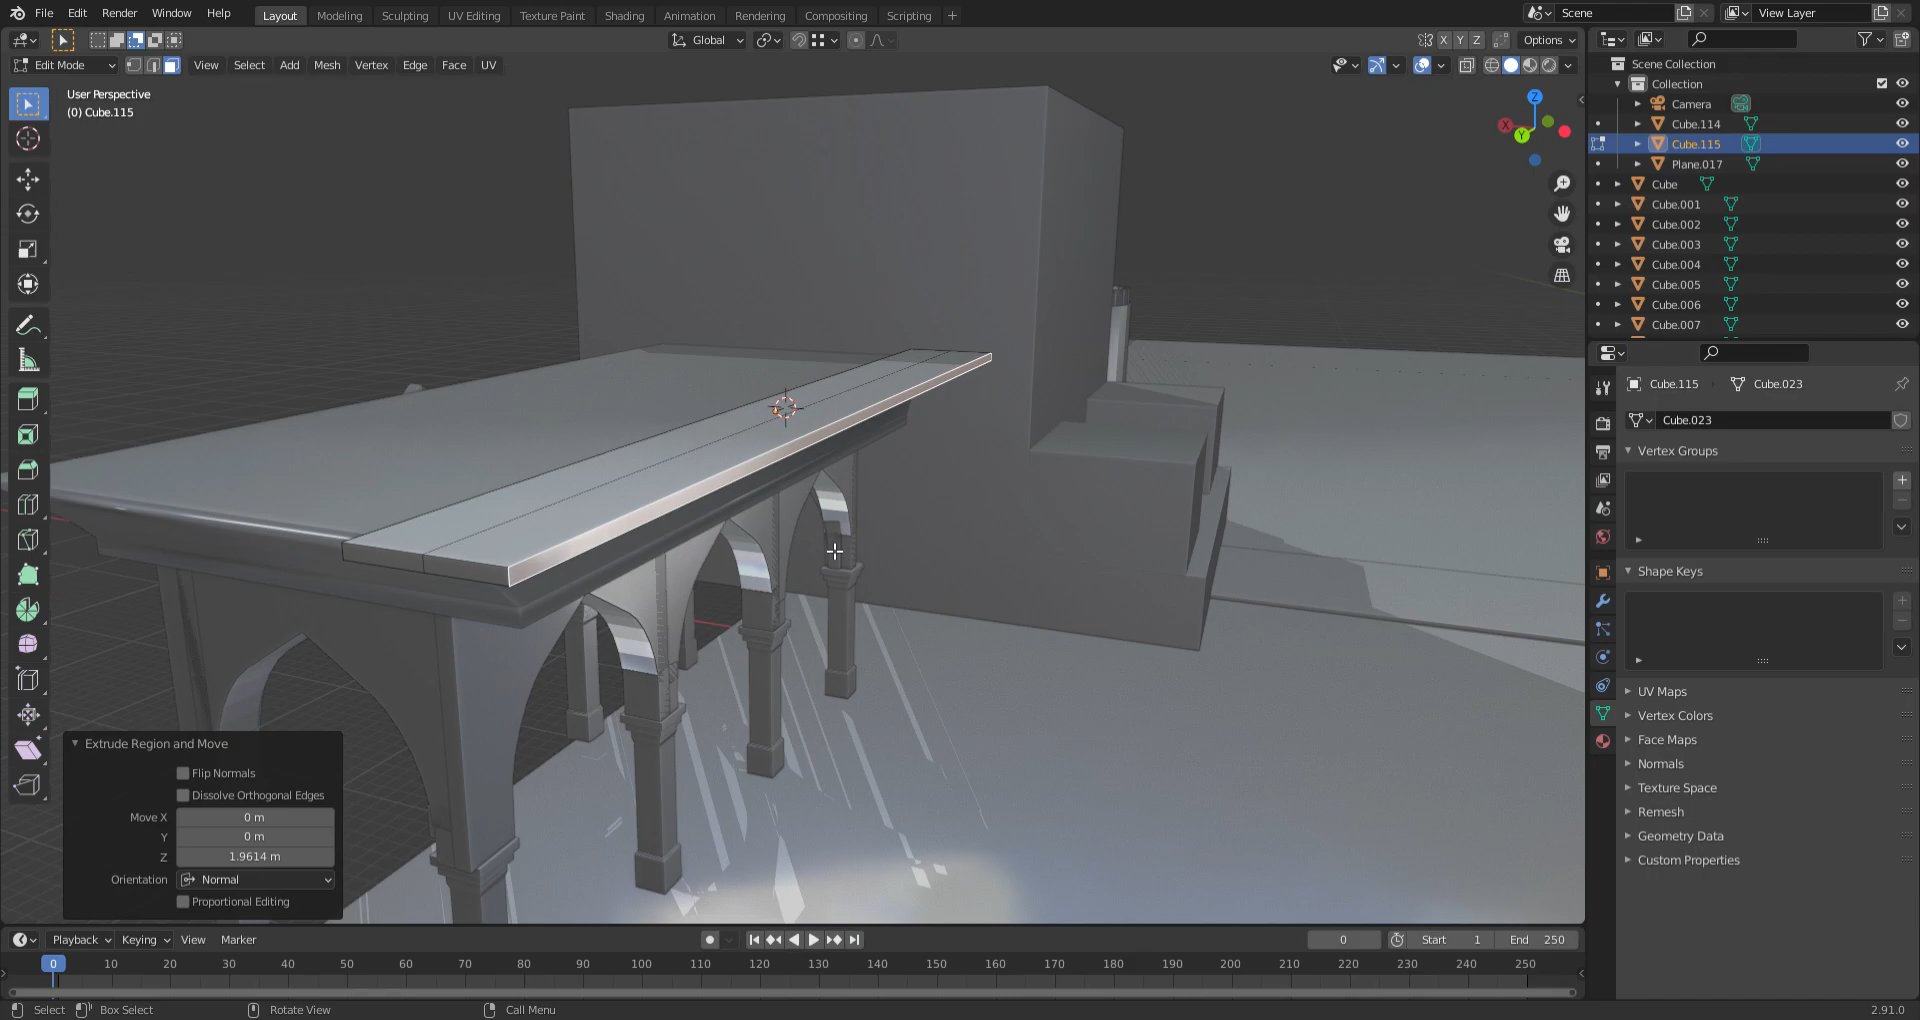 File Edit Render Window Help Layout Modeling Sculpting UV Editing Texture Paint Shading Animation Rendering Compositing Scripting + Scene View Layer
Global X Y Z Options
Edit Mode View Select Add Mesh Vertex Edge Face UV
User Perspective
(0) Cube.115
Z
X
Y
Scene Collection
Collection
Camera
Cube.114
Cube.115
Plane.017
Cube
Cube.001
Cube.002
Cube.003
Cube.004
Cube.005
Cube.006
Cube.007
Cube.115 Cube.023
Cube.023
Vertex Groups
Shape Keys
UV Maps
Vertex Colors
Face Maps
Normals
Texture Space
Remesh
Geometry Data
Custom Properties
Extrude Region and Move
Flip Normals
Dissolve Orthogonal Edges
Move X 0 m
Y 0 m
Z 1.9614 m
Orientation Normal
Proportional Editing
Playback Keying View Marker 0 Start 1 End 250
0 10 20 30 40 50 60 70 80 90 100 110 120 130 140 150 160 170 180 190 200 210 220 230 240 250
Select Box Select Rotate View Call Menu 2.91.0